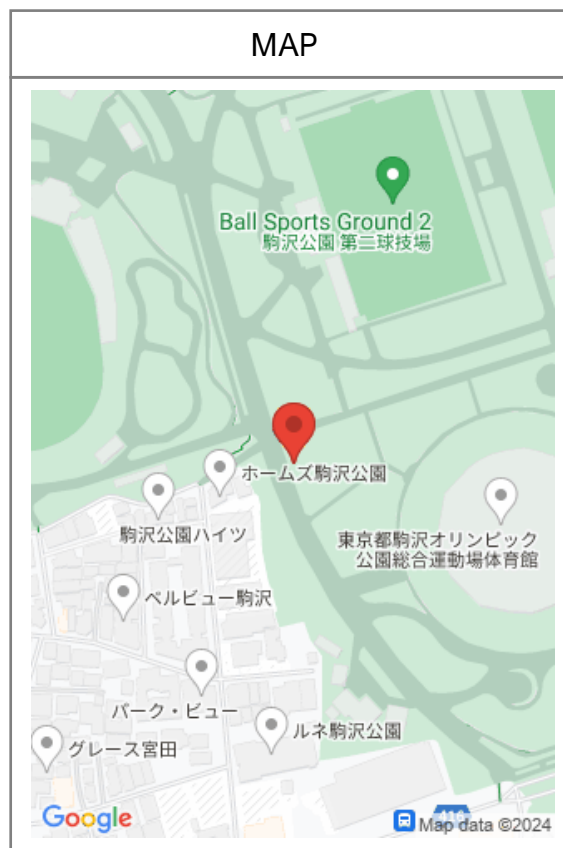 MAP
Ball Sports Ground 2
駒沢公園 第二球技場
ホームズ駒沢公園
駒沢公園ハイツ
東京都駒沢オリンピック
公園総合運動場体育館
ベルビュー駒沢
パーク・ビュー
ルネ駒沢公園
グレース宮田
416
Google
Map data ©2024